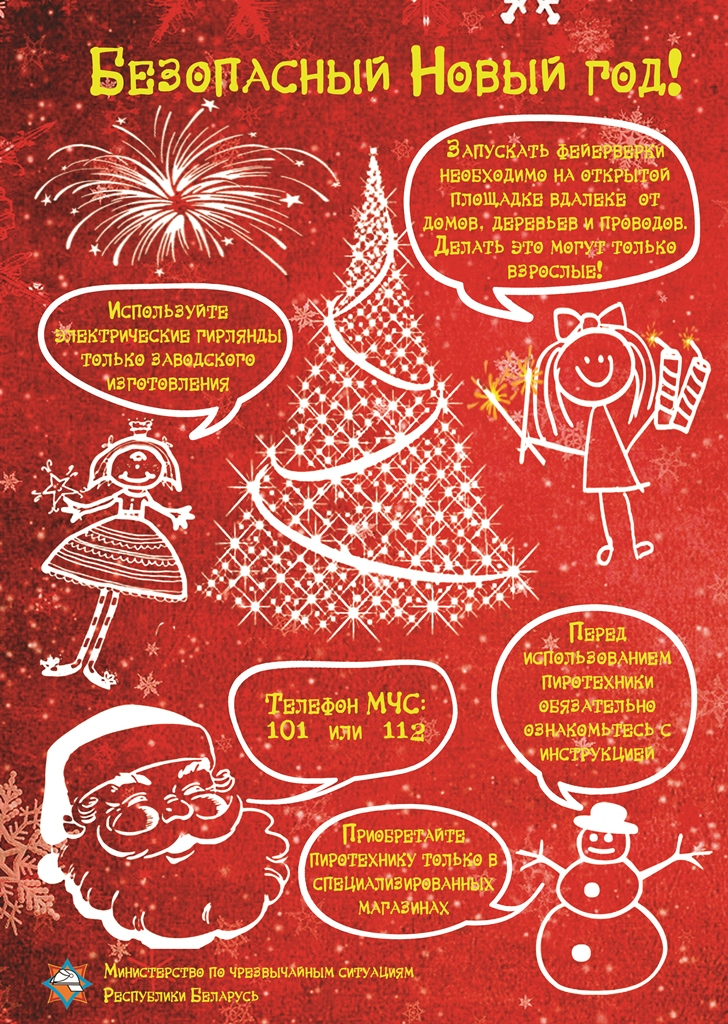 Безопасный Новый год!
Запускать фейерверки
необходимо на открытой
площадке вдалеке от
домов, деревьев и проводов.
Делать это могут только
взрослые!
Используйте
электрические гирлянды
только заводского
изготовления
Перед
использованием
пиротехники
обязательно
ознакомьтесь с
инструкцией
Телефон МЧС:
101 или 112
Приобретайте
пиротехнику только в
специализированных
магазинах
Министерство по чрезвычайным ситуациям
Республики Беларусь